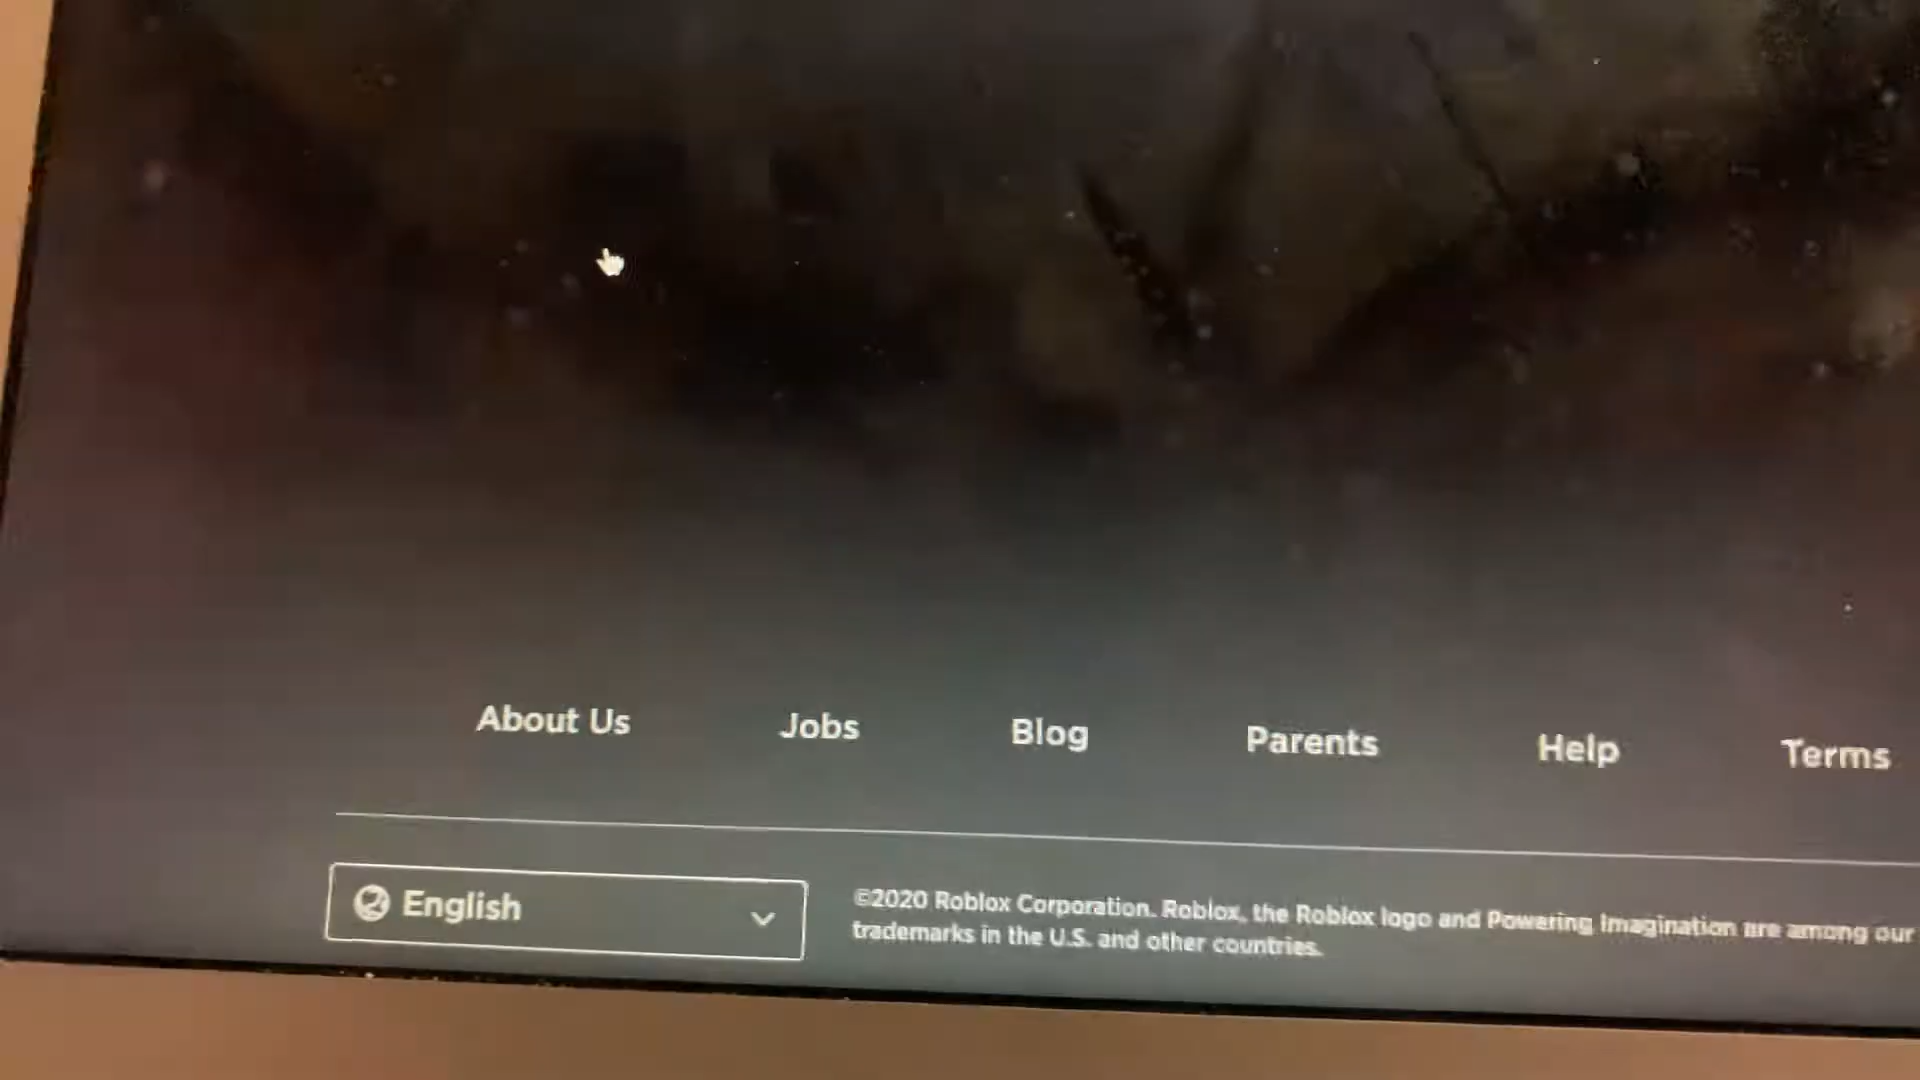 About Us Jobs Blog Parents Help Terms
English
©2020 Roblox Corporation. Roblox, the Roblox logo and Powering Imagination are among our
trademarks in the U.S. and other countries.